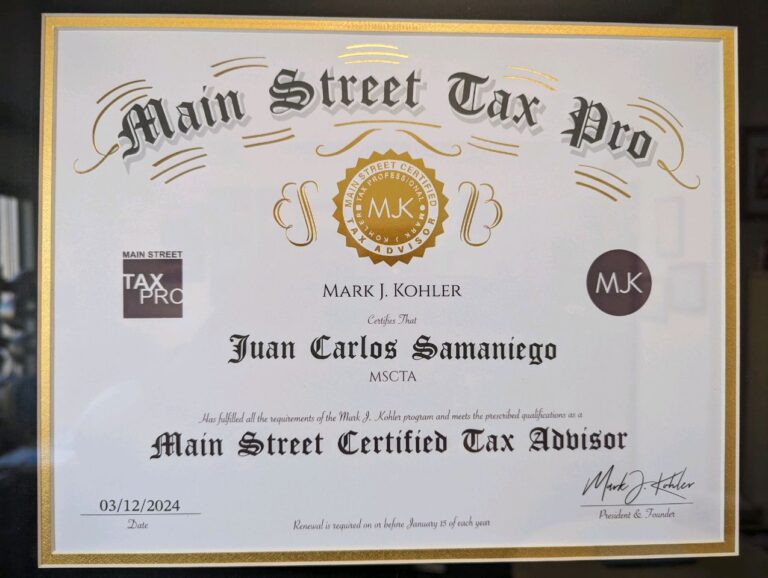 Main Street Tax Pro
MAIN STREET CERTIFIED
TAX PROFESSIONAL
MJK
MARK J KOHLER
TAX ADVISOR
MAIN STREET
TAX
PRO
MJK
MARK J. KOHLER
Certifies That
Juan Carlos Samaniego
MSCTA
Has fulfilled all the requirements of the Mark J. Kohler program and meets the prescribed qualifications as a
Main Street Certified Tax Advisor
03/12/2024
Date
Renewal is required on or before January 15 of each year
Mark J. Kohler
President & Founder